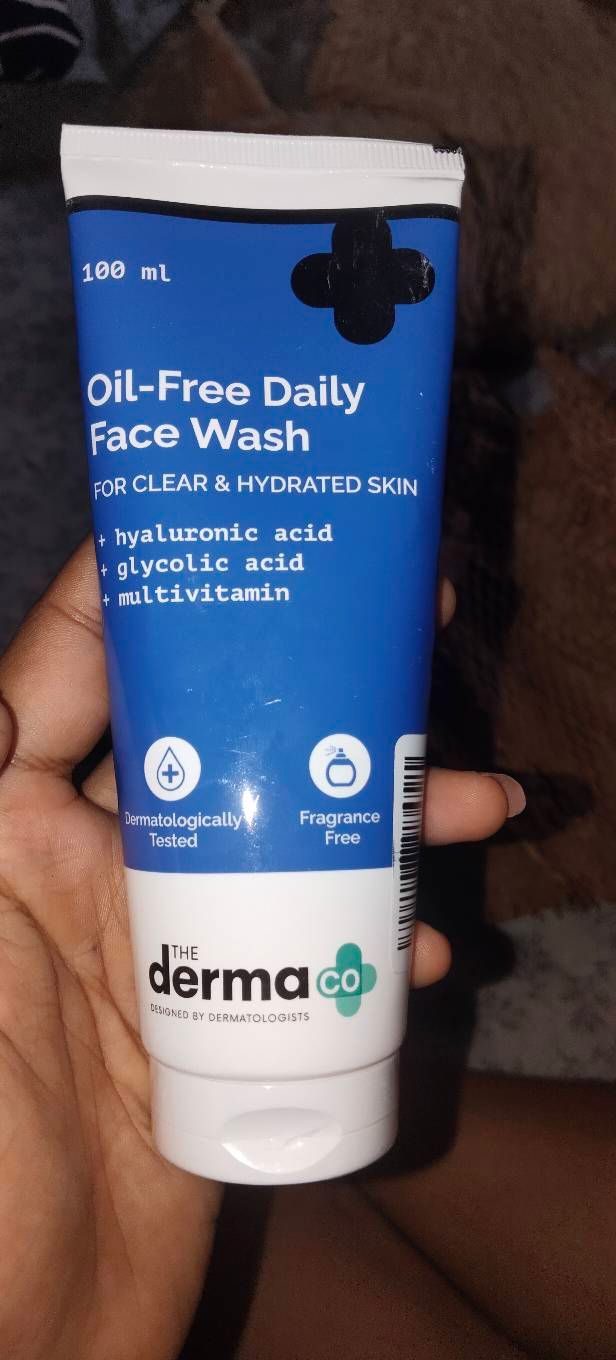 100 ml
Oil-Free Daily
Face Wash
FOR CLEAR & HYDRATED SKIN
+ hyaluronic acid
+ glycolic acid
+ multivitamin
Dermatologically
Tested
Fragrance
Free
THE
derma co
DESIGNED BY DERMATOLOGISTS